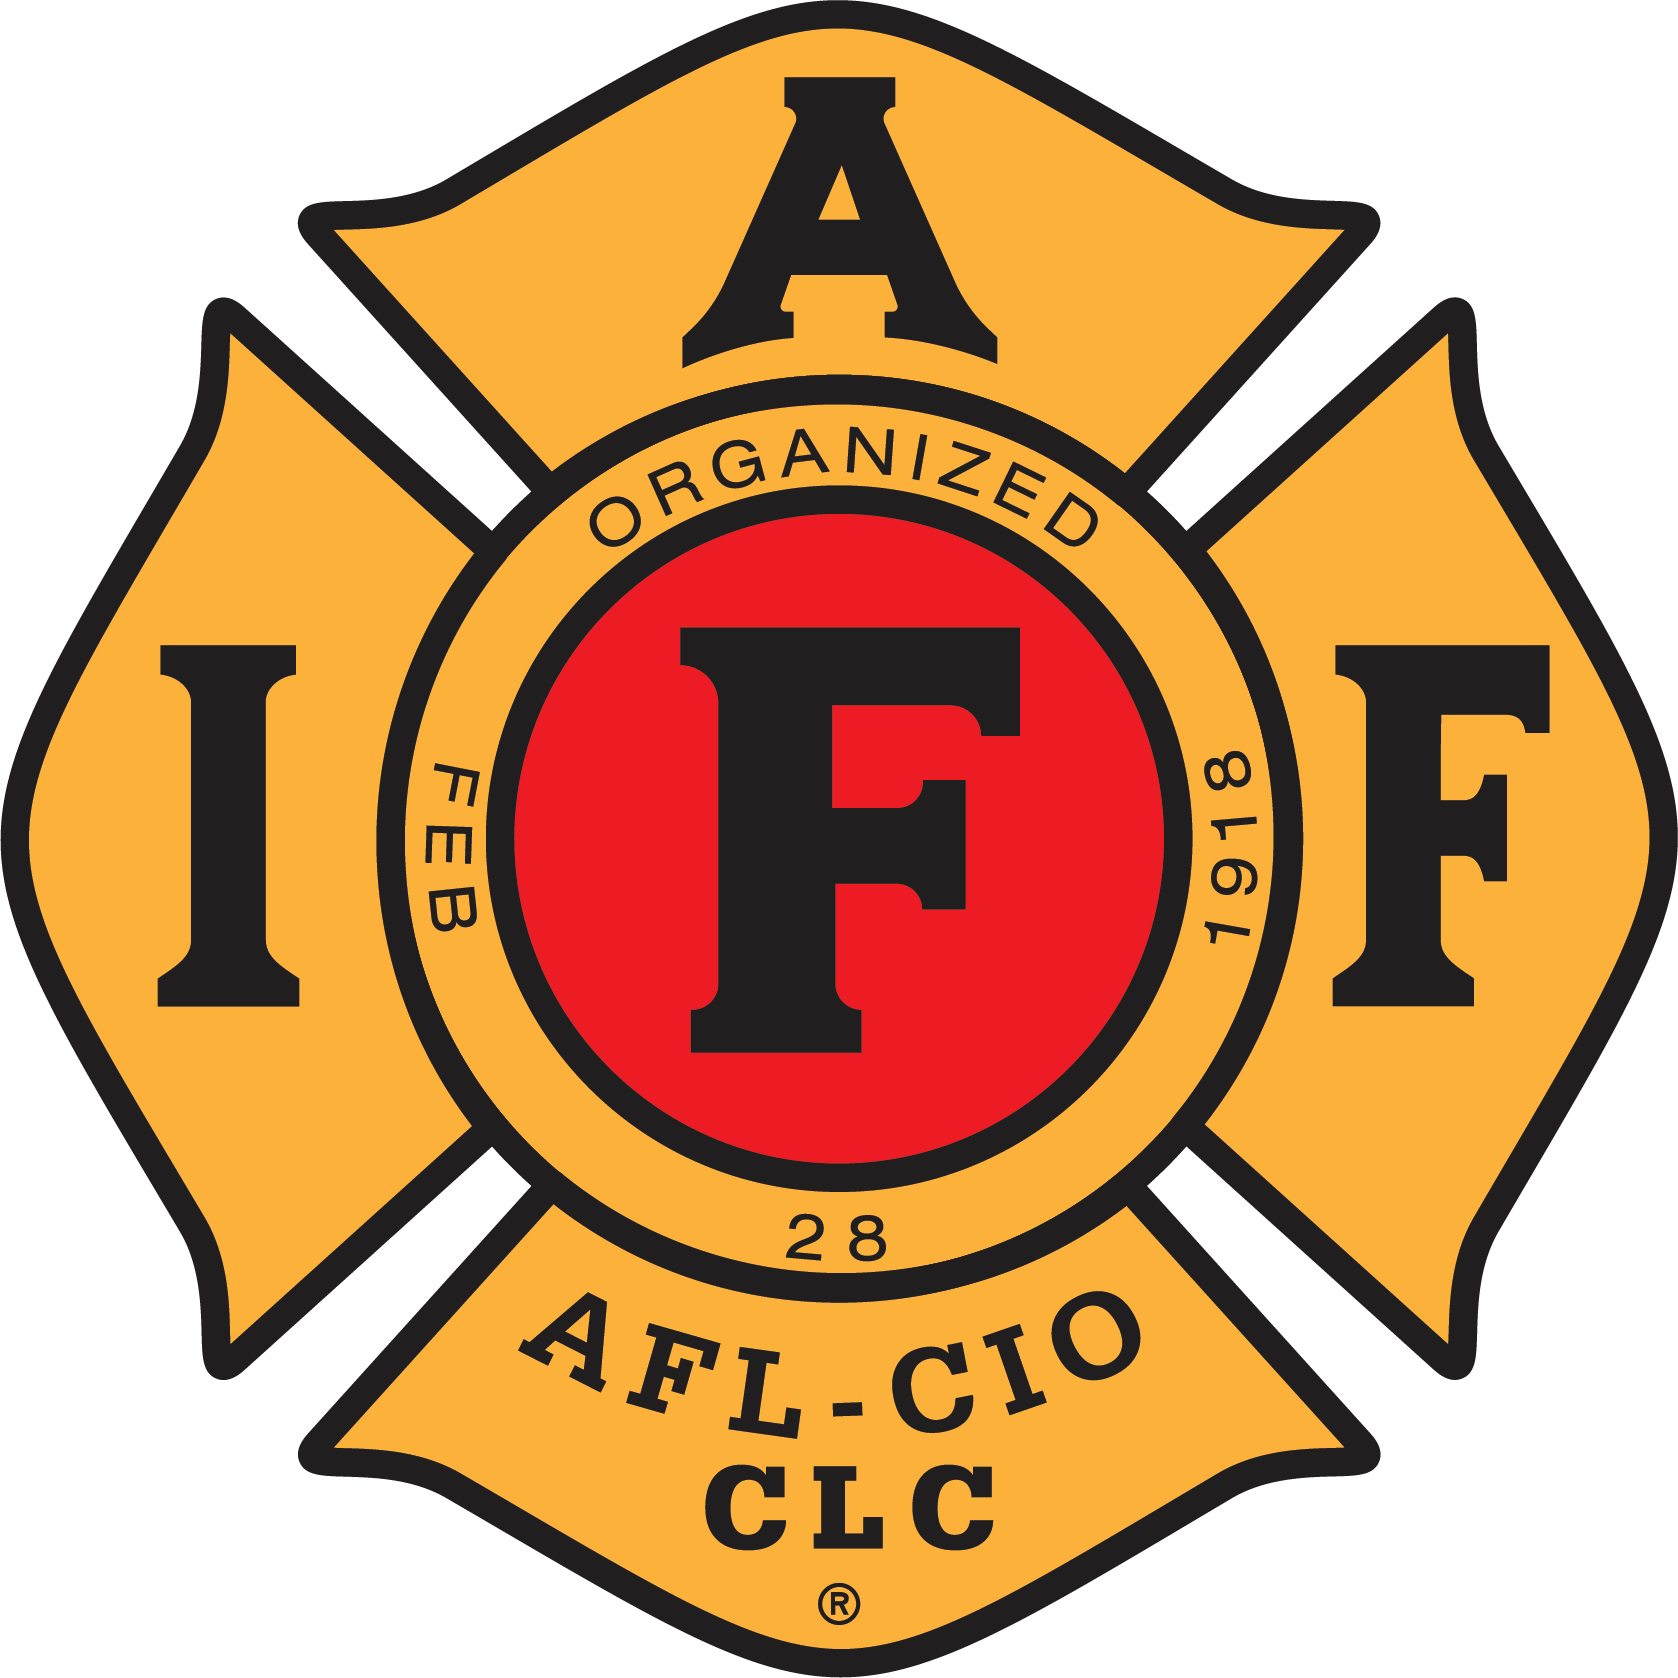 A
ORGANIZED
I F F
FEB 1918
28
AFL-CIO
CLC
®